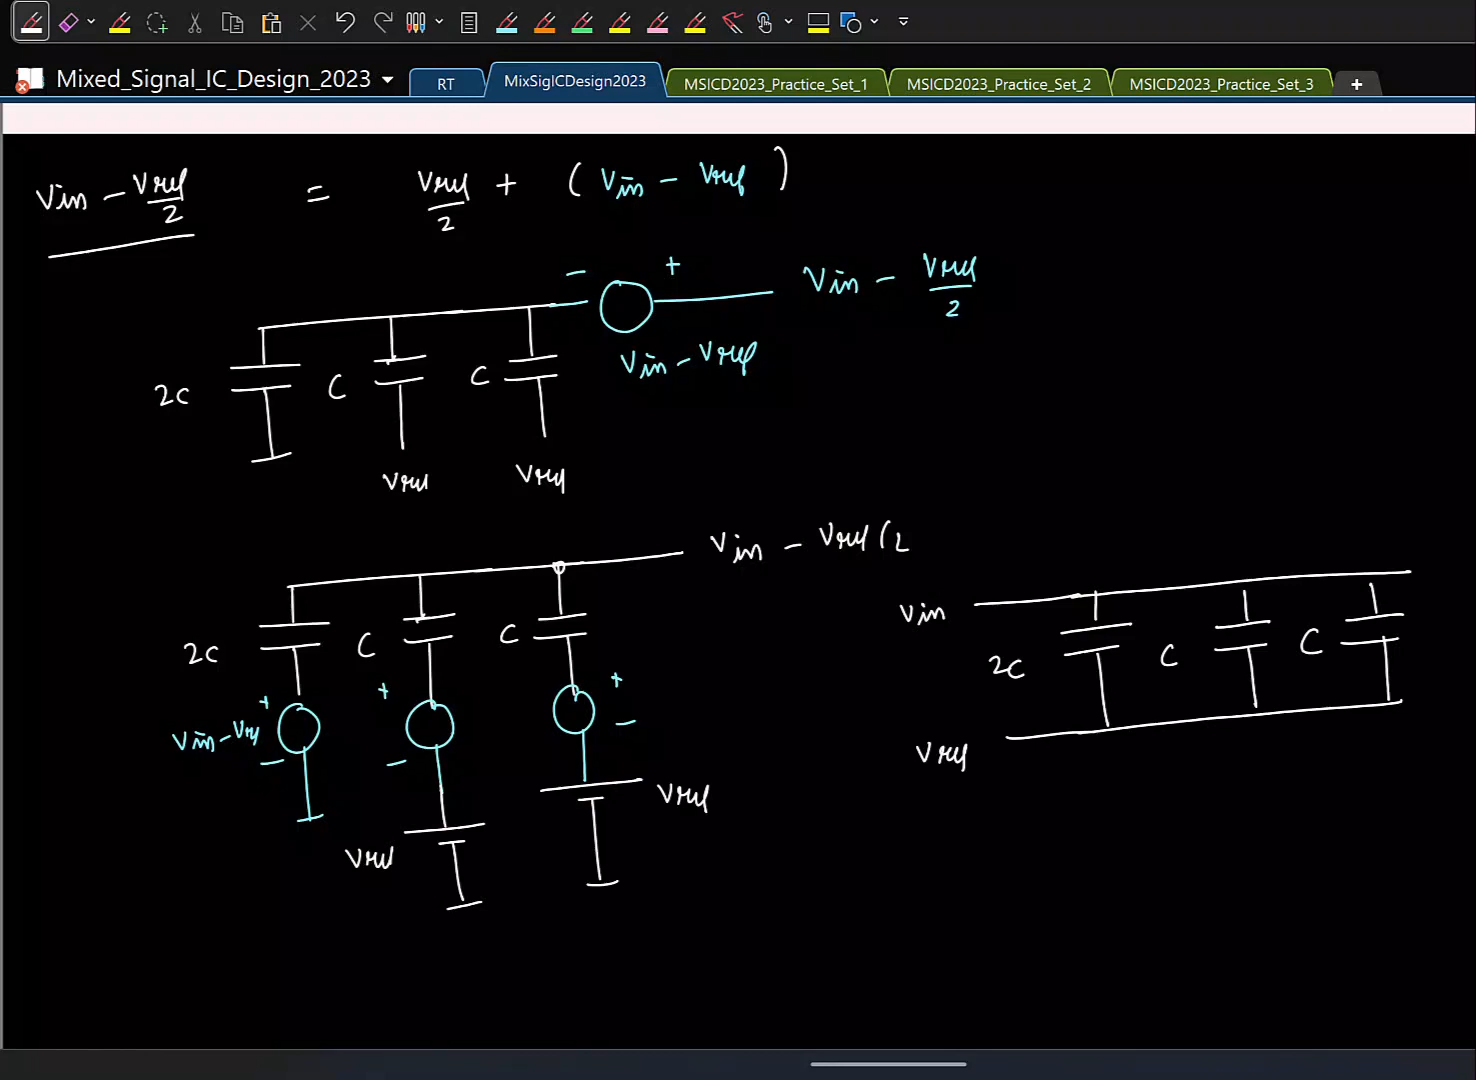 Mixed_Signal_IC_Design_2023
RT
MixSigICDesign2023
MSICD2023_Practice_Set_1
MSICD2023_Practice_Set_2
MSICD2023_Practice_Set_3
+
Vin - Vref/2 = Vref/2 + (Vin - Vref)
- + Vin - Vref/2
Vin - Vref
2C C C
Vref Vref
Vin - Vref/2
2C C C
+ + +
Vin - Vref
- - -
Vref
Vref
Vin
2C C C
Vref